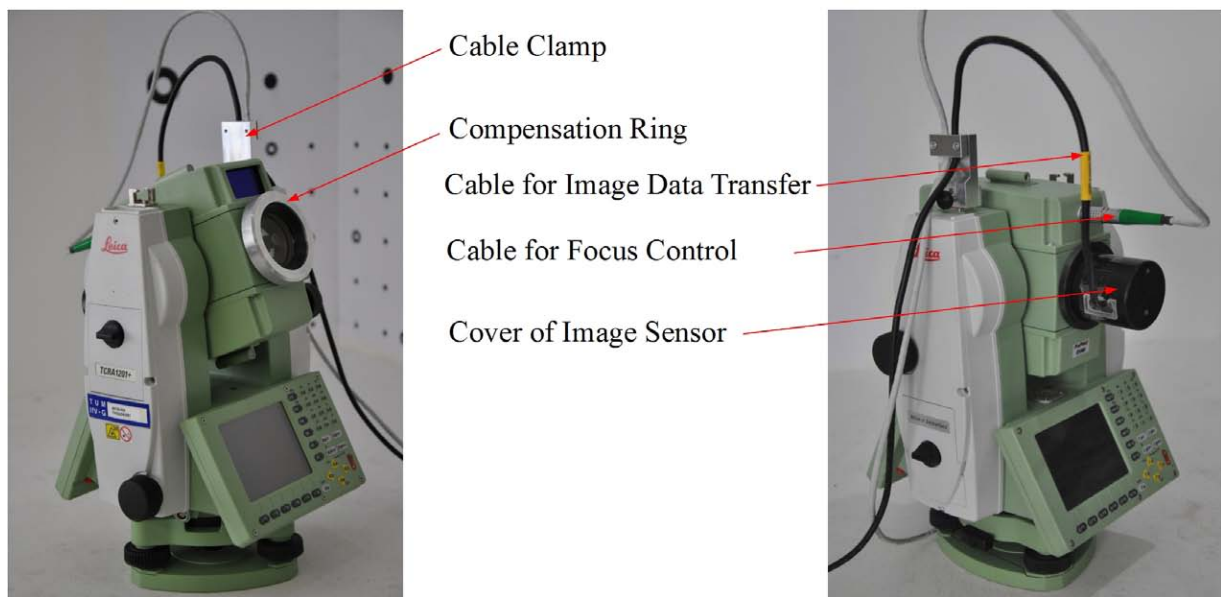 Cable Clamp
Compensation Ring
Cable for Image Data Transfer
Cable for Focus Control
Cover of Image Sensor
Leica
TCRA1201+
TUM
Leica